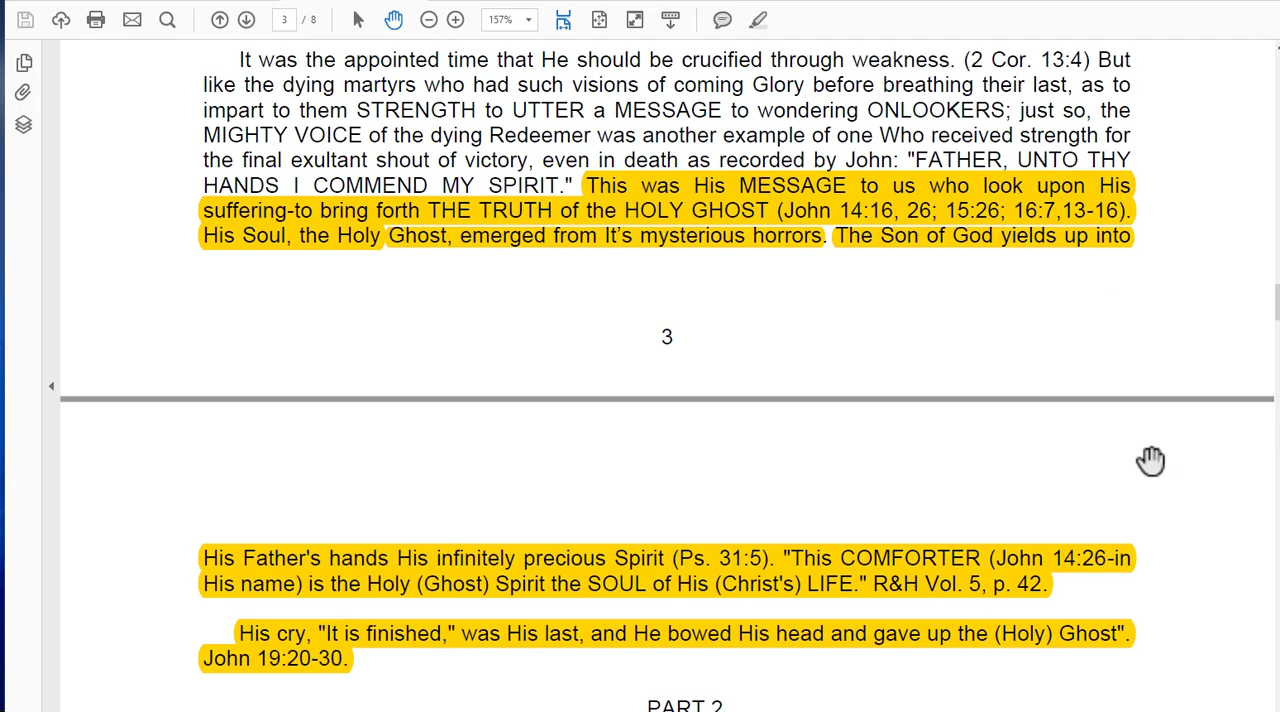 3 / 8 157%
It was the appointed time that He should be crucified through weakness. (2 Cor. 13:4) But
like the dying martyrs who had such visions of coming Glory before breathing their last, as to
impart to them STRENGTH to UTTER a MESSAGE to wondering ONLOOKERS; just so, the
MIGHTY VOICE of the dying Redeemer was another example of one Who received strength for
the final exultant shout of victory, even in death as recorded by John: "FATHER, UNTO THY
HANDS I COMMEND MY SPIRIT." This was His MESSAGE to us who look upon His
suffering-to bring forth THE TRUTH of the HOLY GHOST (John 14:16, 26; 15:26; 16:7,13-16).
His Soul, the Holy Ghost, emerged from It's mysterious horrors. The Son of God yields up into
3
His Father's hands His infinitely precious Spirit (Ps. 31:5). "This COMFORTER (John 14:26-in
His name) is the Holy (Ghost) Spirit the SOUL of His (Christ's) LIFE." R&H Vol. 5, p. 42.
His cry, "It is finished," was His last, and He bowed His head and gave up the (Holy) Ghost".
John 19:20-30.
PART 2